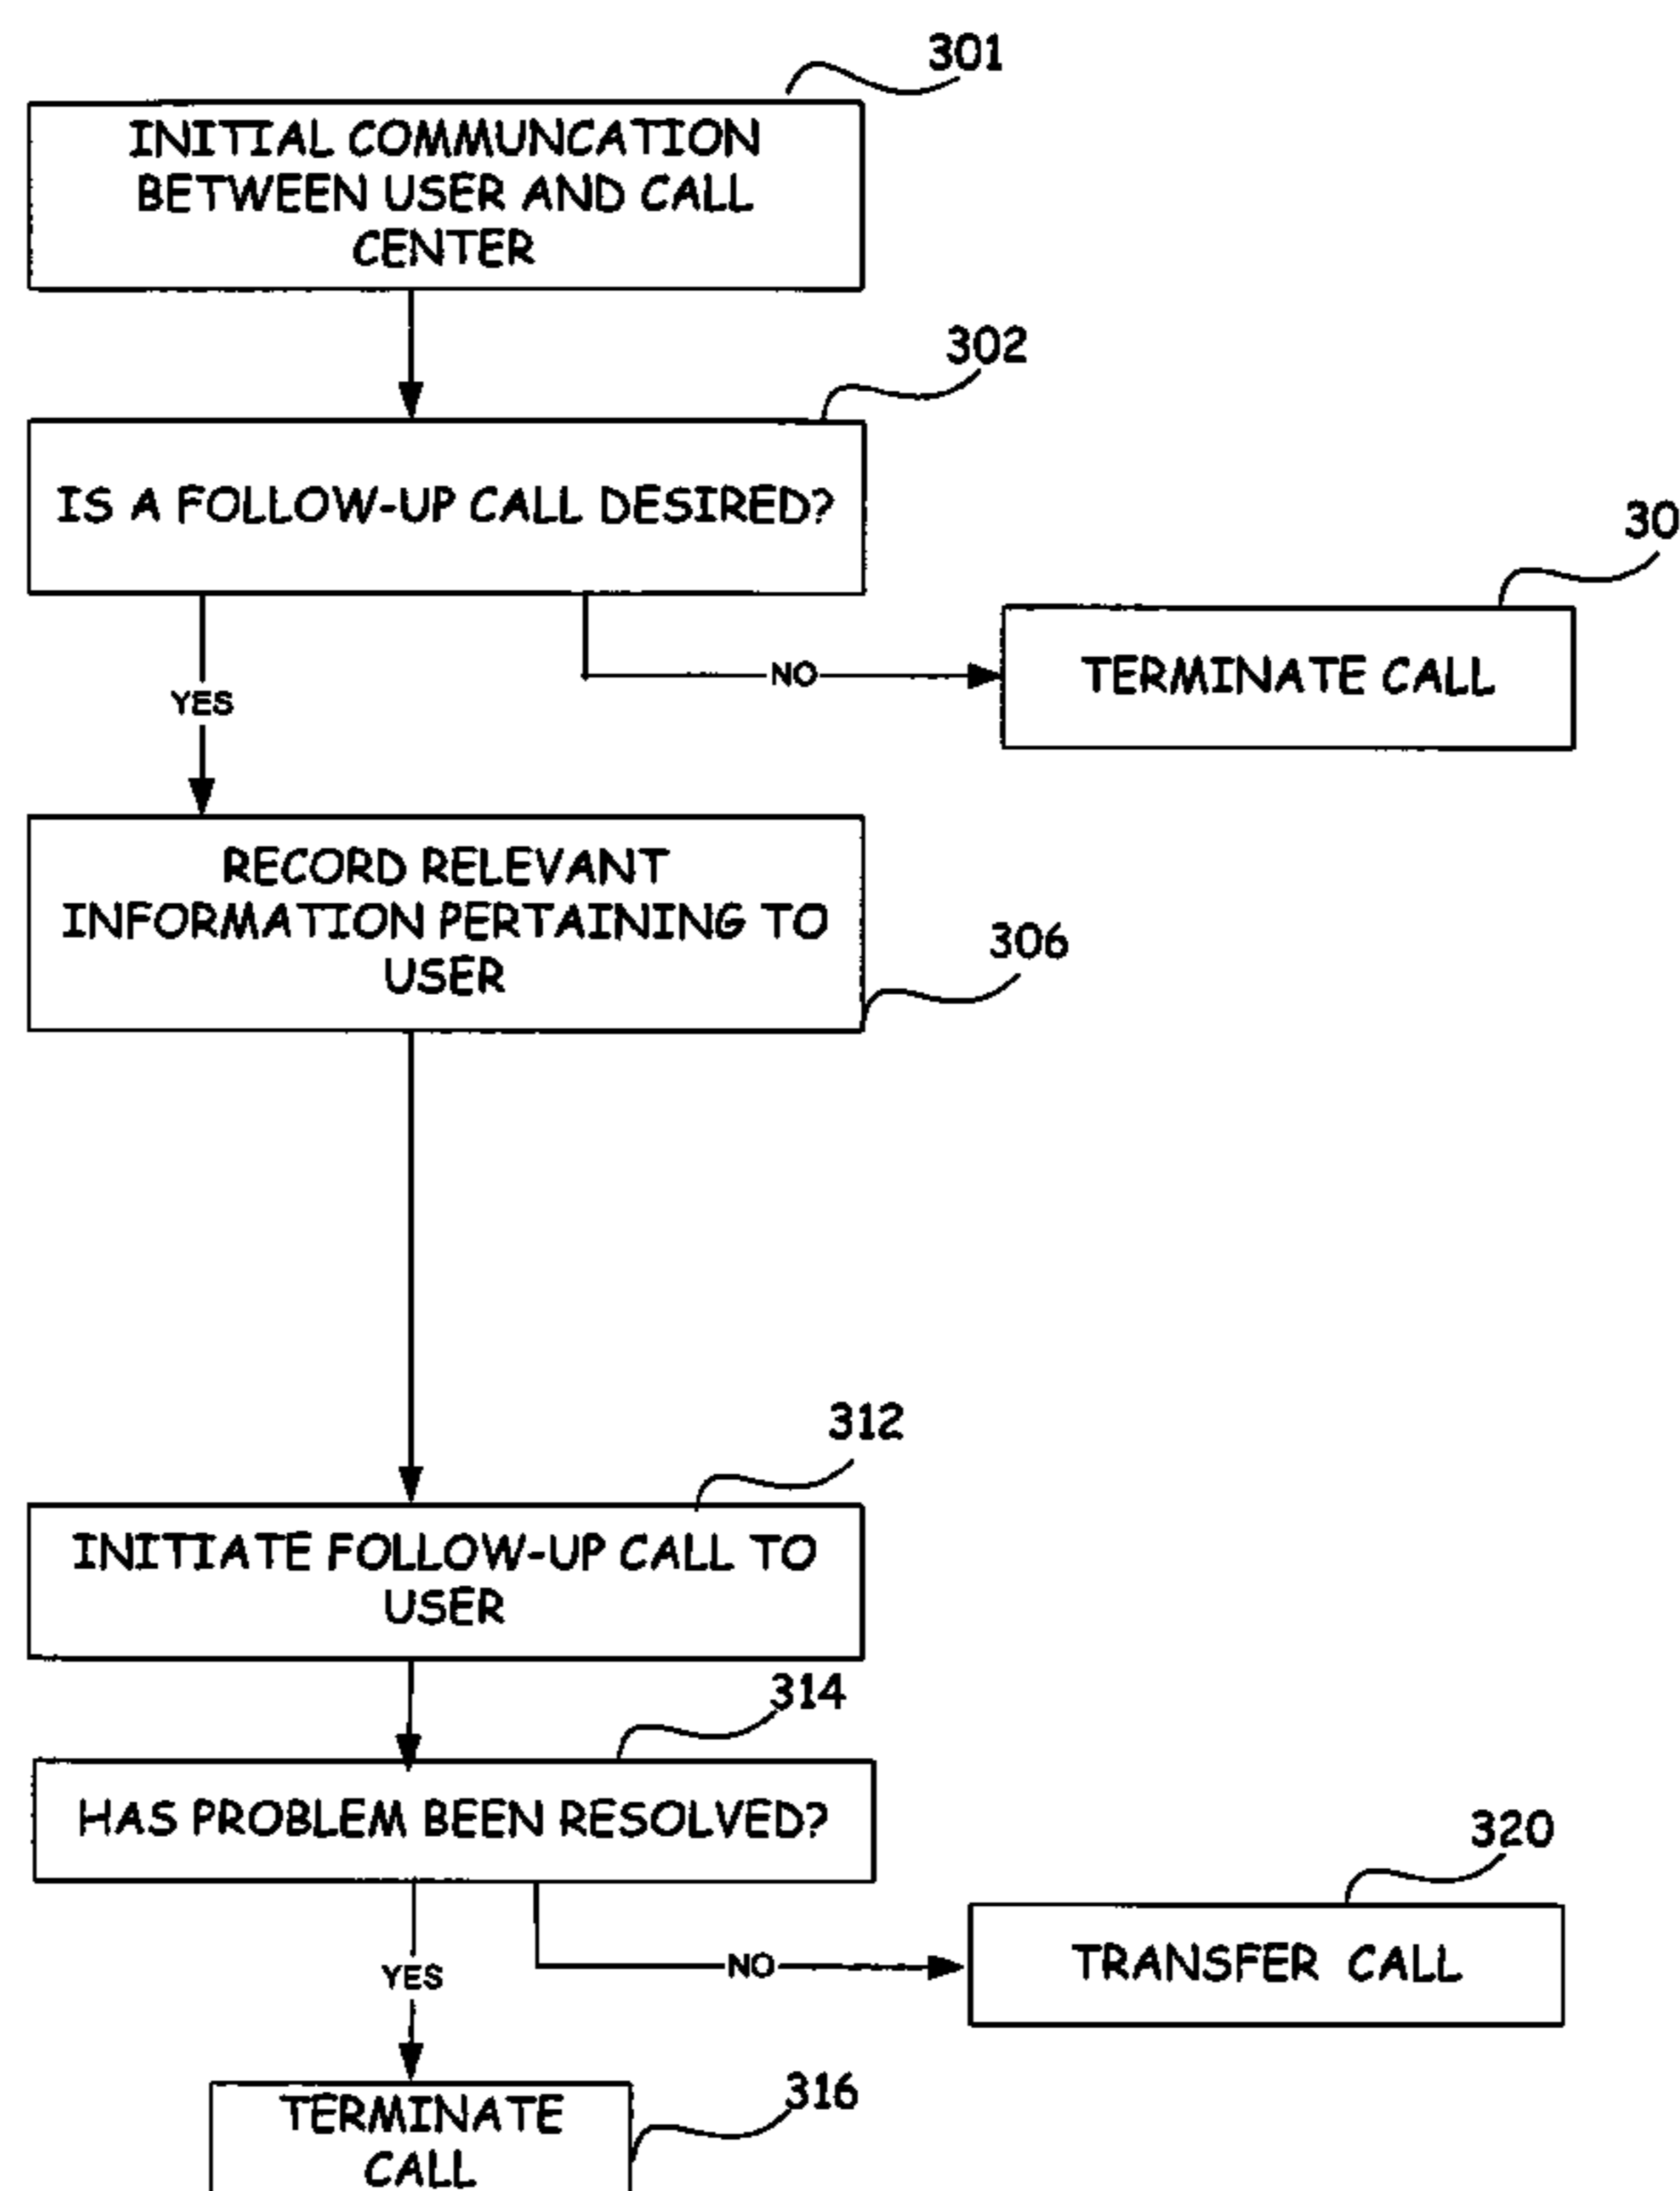 301
INITIAL COMMUNCATION
BETWEEN USER AND CALL
CENTER
302
IS A FOLLOW-UP CALL DESIRED?
30
NO
TERMINATE CALL
YES
RECORD RELEVANT
INFORMATION PERTAINING TO
USER
306
312
INITIATE FOLLOW-UP CALL TO
USER
314
HAS PROBLEM BEEN RESOLVED?
320
NO
TRANSFER CALL
YES
316
TERMINATE
CALL